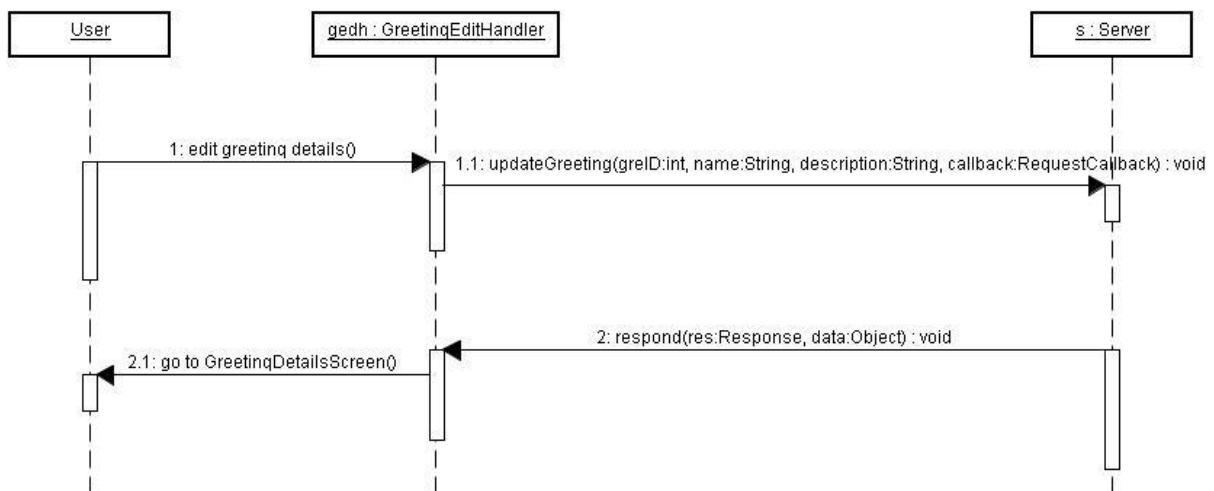 User
gedh : GreetingEditHandler
s : Server
1: edit greeting details()
1.1: updateGreeting(greID:int, name:String, description:String, callback:RequestCallback) : void
2: respond(res:Response, data:Object) : void
2.1: go to GreetingDetailsScreen()